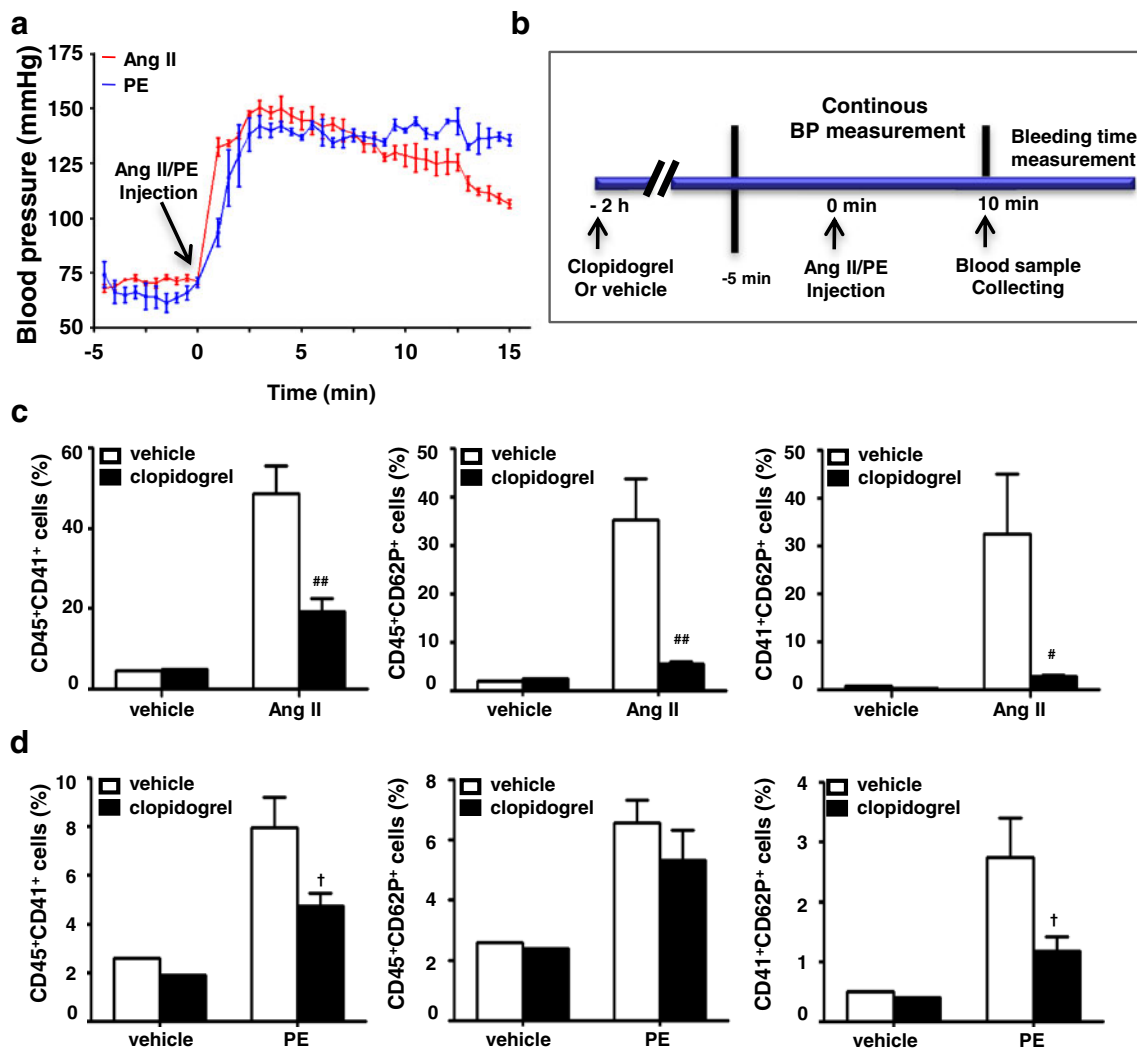 a
175
150
125
100
75
50
Blood pressure (mmHg)
Ang II
PE
Ang II/PE
Injection
-5
0
5
10
15
Time (min)
b
Continous
BP measurement
Bleeding time
measurement
- 2 h
-5 min
0 min
10 min
Clopidogrel
Or vehicle
Ang II/PE
Injection
Blood sample
Collecting
c
CD45+CD41+ cells (%)
60
40
20
0
vehicle
clopidogrel
##
vehicle
Ang II
CD45+CD62P+ cells (%)
50
40
30
20
10
0
vehicle
clopidogrel
##
vehicle
Ang II
CD41+CD62P+ cells (%)
50
40
30
20
10
0
vehicle
clopidogrel
#
vehicle
Ang II
d
CD45+CD41+ cells (%)
10
8
6
4
2
0
vehicle
clopidogrel
†
vehicle
PE
CD45+CD62P+ cells (%)
8
6
4
2
0
vehicle
clopidogrel
vehicle
PE
CD41+CD62P+ cells (%)
4
3
2
1
0
vehicle
clopidogrel
†
vehicle
PE